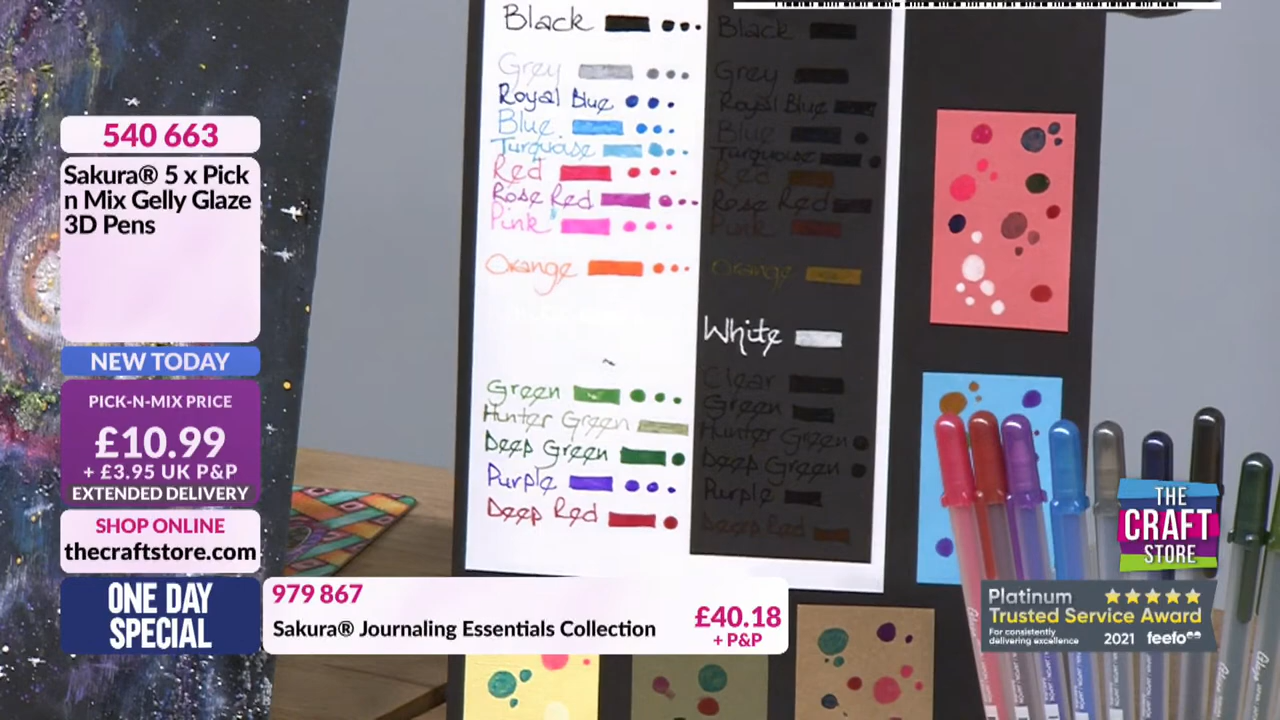 540 663
Sakura® 5 x Pick
n Mix Gelly Glaze
3D Pens
NEW TODAY
PICK-N-MIX PRICE
£10.99
+ £3.95 UK P&P
EXTENDED DELIVERY
SHOP ONLINE
thecraftstore.com
ONE DAY
SPECIAL
979 867
Sakura® Journaling Essentials Collection
£40.18
+ P&P
Black
Grey
Royal Blue
Blue
Turquoise
Red
Rose Red
Pink
Orange
Green
Hunter Green
Deep Green
Purple
Deep Red
Black
Grey
Royal Blue
Blue
Turquoise
Red
Rose Red
Pink
Orange
White
Clear
Green
Hunter Green
Deep Green
Purple
Deep Red
THE
CRAFT
STORE
Platinum
Trusted Service Award
For consistently
delivering excellence
2021 feefo